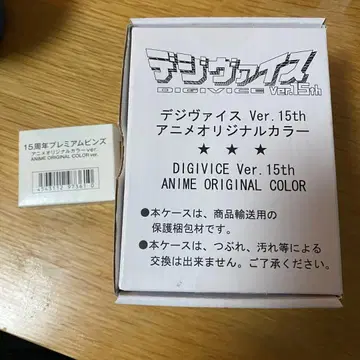 15周年プレミアムピンズ
アニメオリジナルカラーver.
ANIME ORIGINAL COLOR ver.
デジヴァイス
DIGIVICE Ver.15th
デジヴァイス Ver.15th
アニメオリジナルカラー
★ ★ ★
DIGIVICE Ver.15th
ANIME ORIGINAL COLOR
●本ケースは、商品輸送用の
保護梱包材です。
●本ケースは、つぶれ、汚れ等による
交換は出来ません。ご了承ください。